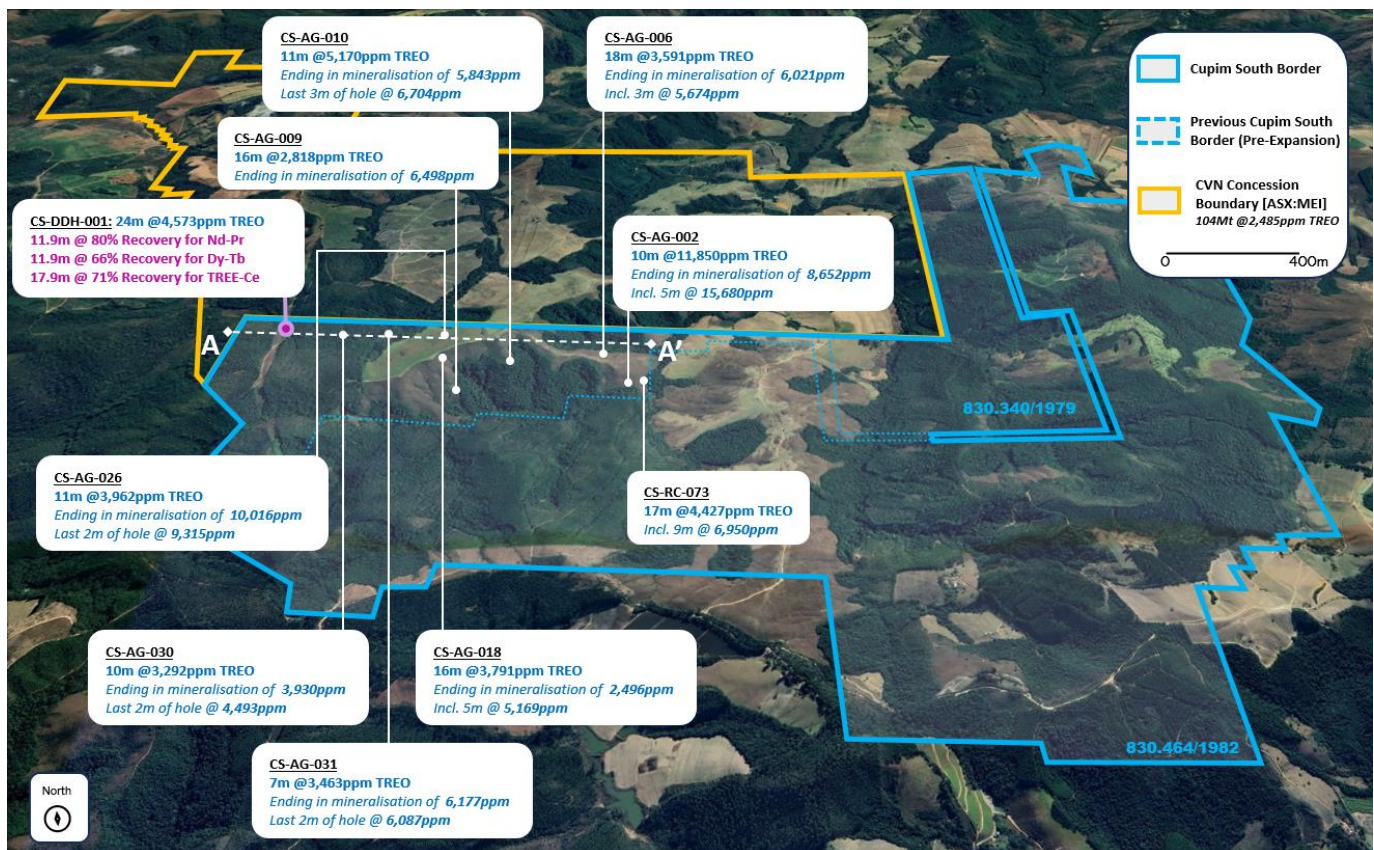 CS-AG-010
11m @5,170ppm TREO
Ending in mineralisation of 5,843ppm
Last 3m of hole @ 6,704ppm
CS-AG-006
18m @3,591ppm TREO
Ending in mineralisation of 6,021ppm
Incl. 3m @ 5,674ppm
Cupim South Border
Previous Cupim South
Border (Pre-Expansion)
CVN Concession
Boundary [ASX:MEI]
104Mt @2,485ppm TREO
0 400m
CS-AG-009
16m @2,818ppm TREO
Ending in mineralisation of 6,498ppm
CS-DDH-001: 24m @4,573ppm TREO
11.9m @ 80% Recovery for Nd-Pr
11.9m @ 66% Recovery for Dy-Tb
17.9m @ 71% Recovery for TREE-Ce
CS-AG-002
10m @11,850ppm TREO
Ending in mineralisation of 8,652ppm
Incl. 5m @ 15,680ppm
A
A'
830.340/1979
CS-AG-026
11m @3,962ppm TREO
Ending in mineralisation of 10,016ppm
Last 2m of hole @ 9,315ppm
CS-RC-073
17m @4,427ppm TREO
Incl. 9m @ 6,950ppm
CS-AG-030
10m @3,292ppm TREO
Ending in mineralisation of 3,930ppm
Last 2m of hole @ 4,493ppm
CS-AG-018
16m @3,791ppm TREO
Ending in mineralisation of 2,496ppm
Incl. 5m @ 5,169ppm
830.464/1982
CS-AG-031
7m @3,463ppm TREO
Ending in mineralisation of 6,177ppm
Last 2m of hole @ 6,087ppm
North